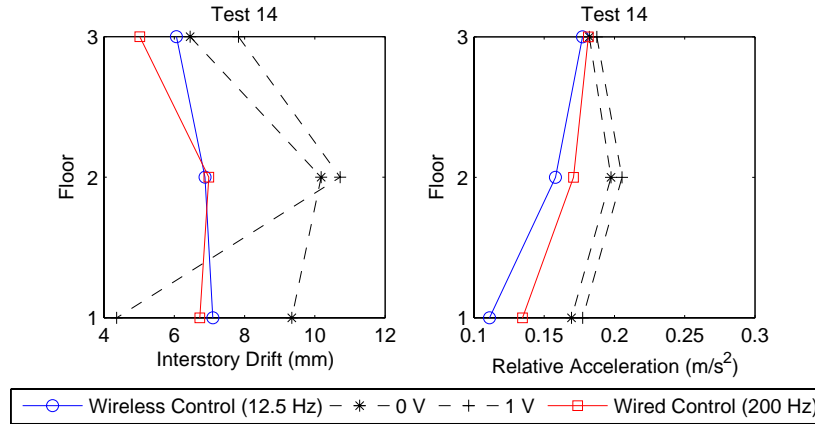 Test 14
3
2
1
Floor
4 6 8 10 12
Interstory Drift (mm)
Test 14
3
2
1
Floor
0.1 0.15 0.2 0.25 0.3
Relative Acceleration (m/s²)
Wireless Control (12.5 Hz) 0 V 1 V Wired Control (200 Hz)